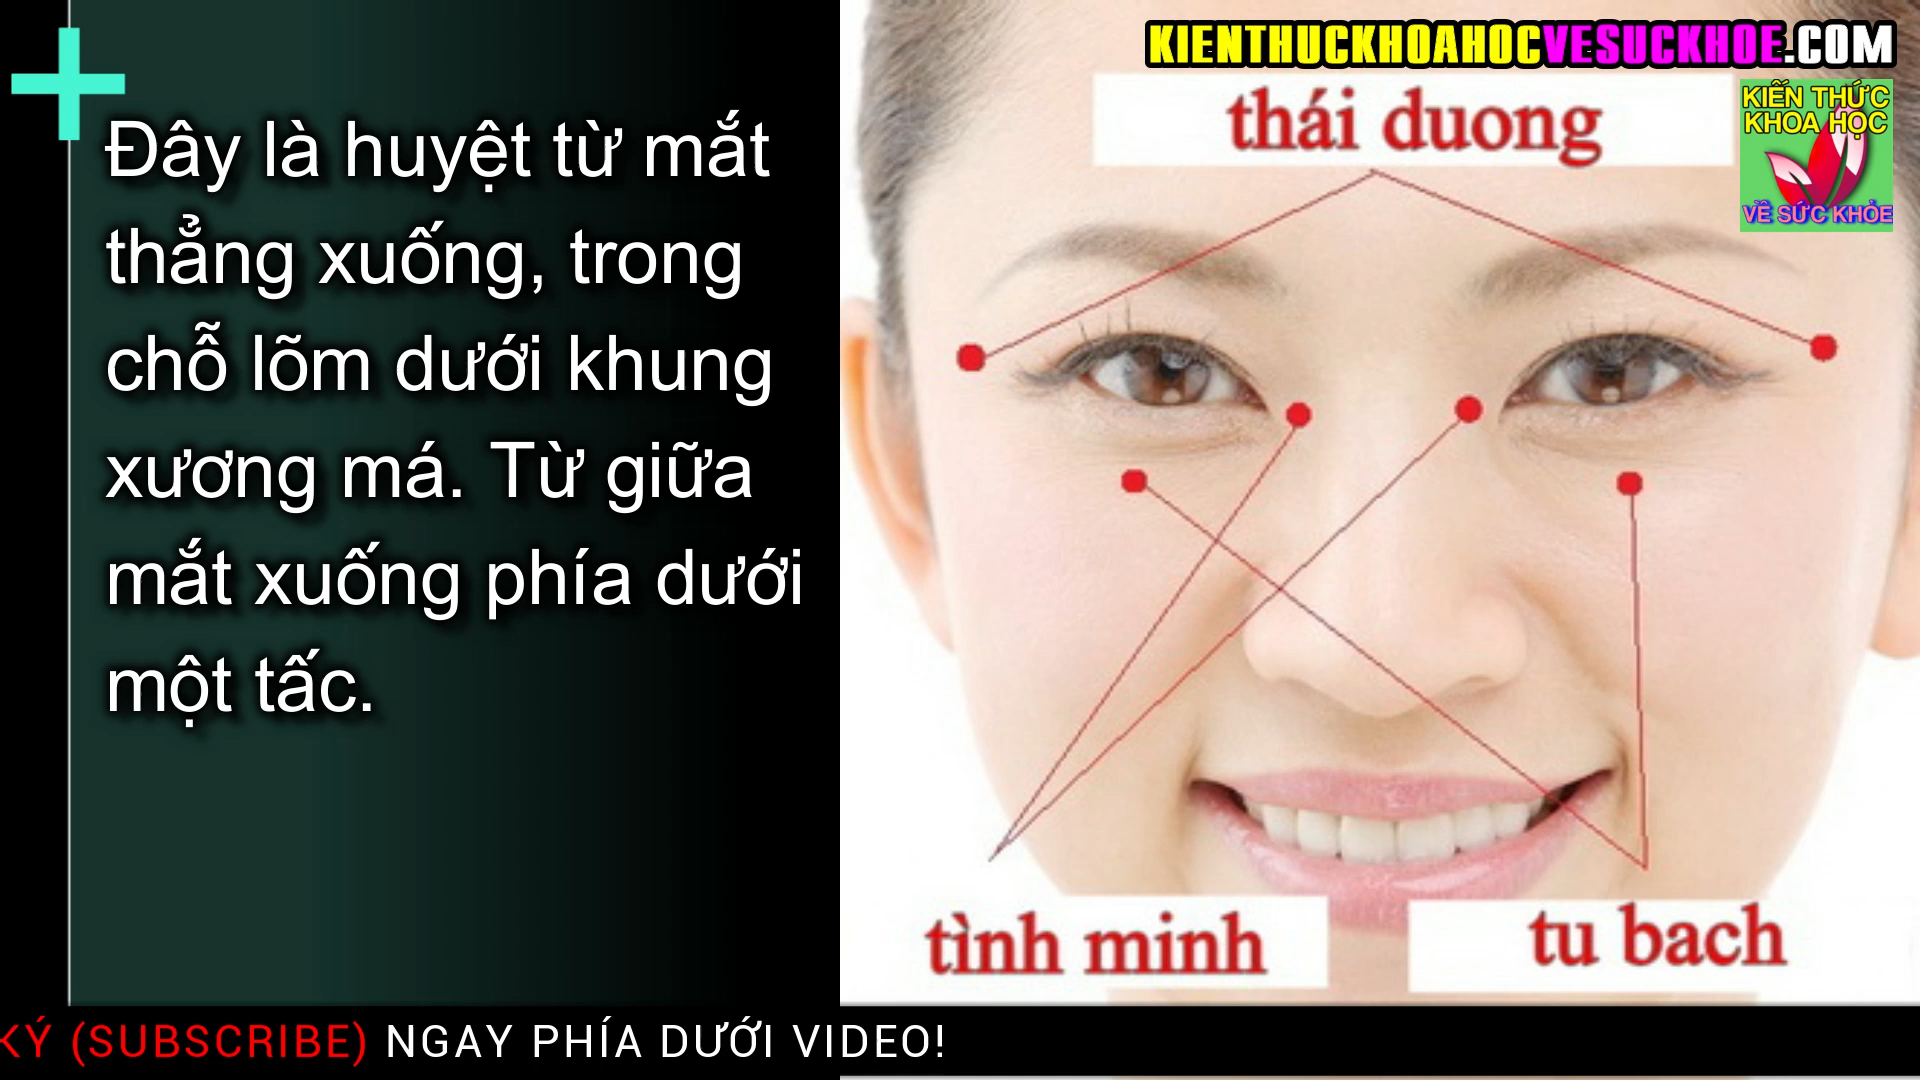 KIENTHUCKHOAHOCVESUCKHOE.COM
KIẾN THỨC
KHOA HỌC
VỀ SỨC KHỎE
Đây là huyệt từ mắt
thẳng xuống, trong
chỗ lõm dưới khung
xương má. Từ giữa
mắt xuống phía dưới
một tấc.
thái duong
tình minh
tu bach
KÝ (SUBSCRIBE) NGAY PHÍA DƯỚI VIDEO!